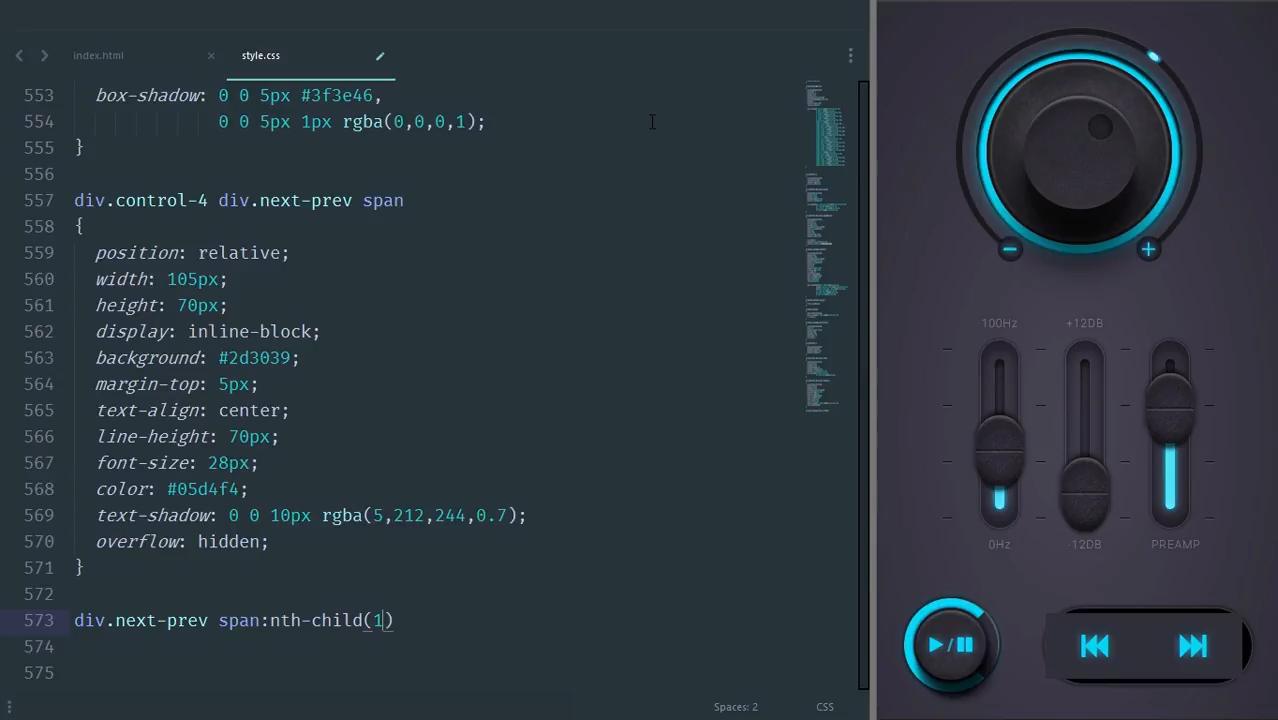 index.html
style.css
553 box-shadow: 0 0 5px #3f3e46,
554 0 0 5px 1px rgba(0,0,0,1);
555 }
556
557 div.control-4 div.next-prev span
558 {
559 position: relative;
560 width: 105px;
561 height: 70px;
562 display: inline-block;
563 background: #2d3039;
564 margin-top: 5px;
565 text-align: center;
566 line-height: 70px;
567 font-size: 28px;
568 color: #05d4f4;
569 text-shadow: 0 0 10px rgba(5,212,244,0.7);
570 overflow: hidden;
571 }
572
573 div.next-prev span:nth-child(1)
574
575
Spaces: 2
CSS
-100Hz +12DB
0Hz -12DB PREAMP